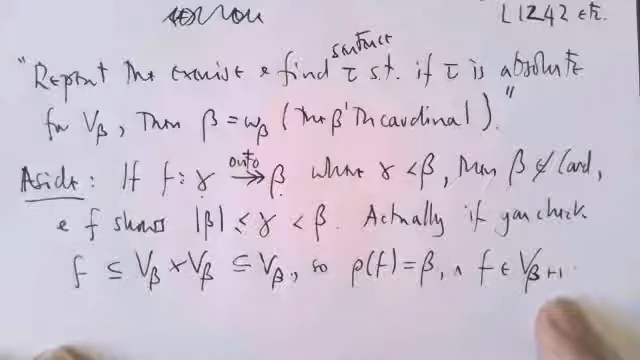 L1242 etc.
"Repeat the exercise & find sentence τ s.t. if τ is absolute
for Vβ, then β = ωβ (the β'th cardinal)."
Aside: If f : γ onto ↠ β where γ < β, then β ∉ Card,
& f shows |β| ≤ γ < β. Actually if you check
f ⊆ Vβ × Vβ ⊆ Vβ, so ρ(f) = β, ∧ f ∈ Vβ+1.